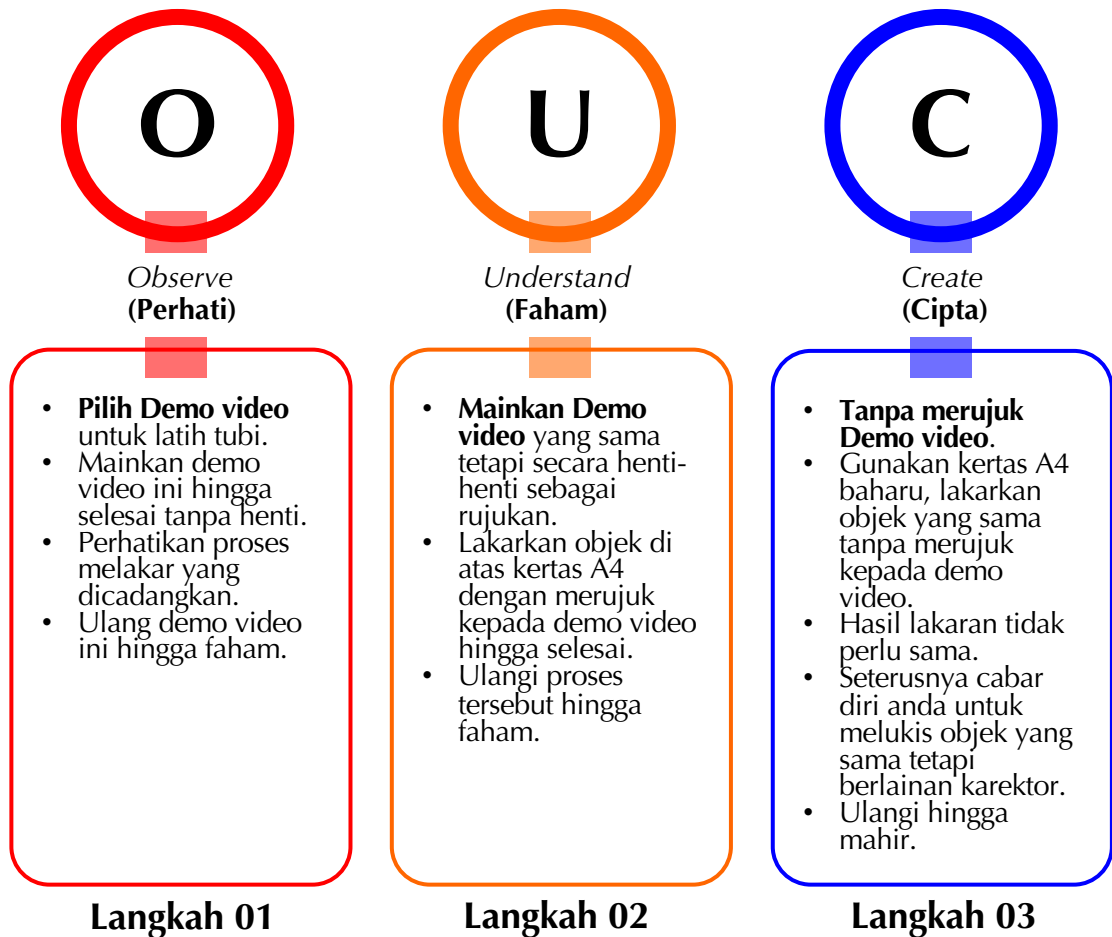 O
Observe
(Perhati)
• Pilih Demo video
untuk latih tubi.
• Mainkan demo
video ini hingga
selesai tanpa henti.
• Perhatikan proses
melakar yang
dicadangkan.
• Ulang demo video
ini hingga faham.
Langkah 01
U
Understand
(Faham)
• Mainkan Demo
video yang sama
tetapi secara henti-
henti sebagai
rujukan.
• Lakarkan objek di
atas kertas A4
dengan merujuk
kepada demo video
hingga selesai.
• Ulangi proses
tersebut hingga
faham.
Langkah 02
C
Create
(Cipta)
• Tanpa merujuk
Demo video.
• Gunakan kertas A4
baharu, lakarkan
objek yang sama
tanpa merujuk
kepada demo
video.
• Hasil lakaran tidak
perlu sama.
• Seterusnya cabar
diri anda untuk
melukis objek yang
sama tetapi
berlainan karektor.
• Ulangi hingga
mahir.
Langkah 03